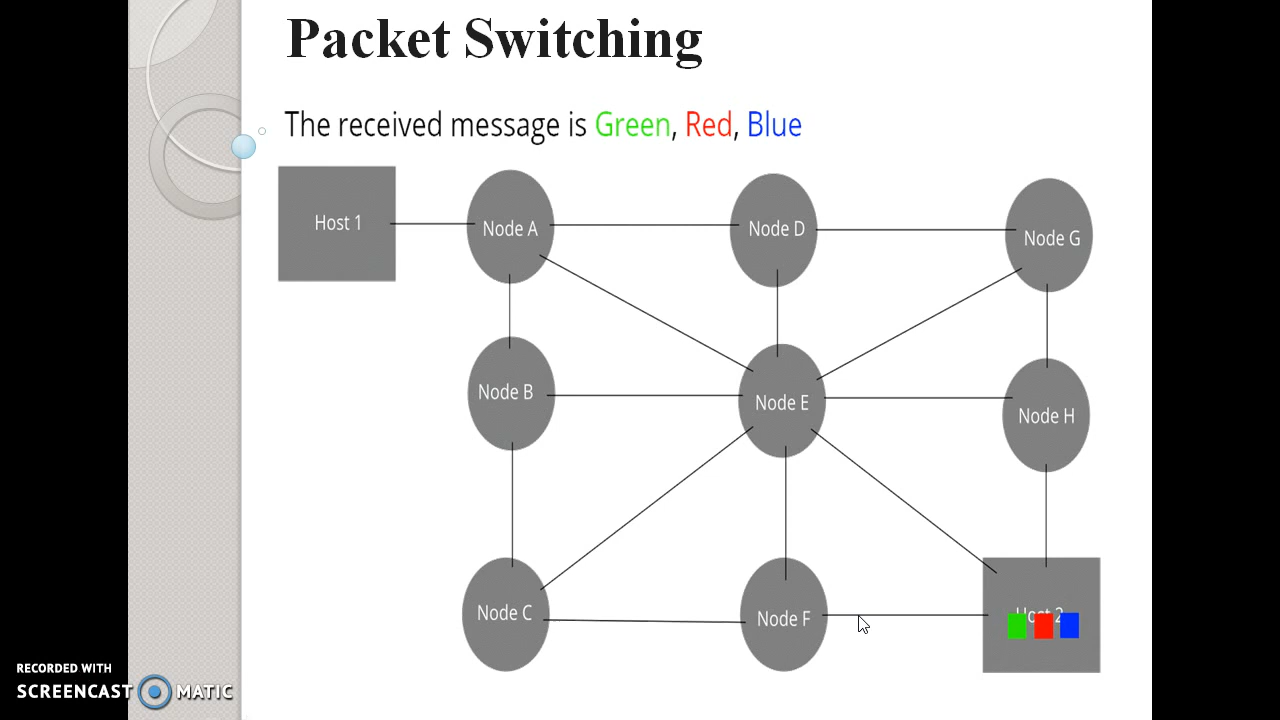 Packet Switching
The received message is Green, Red, Blue
Host 1
Node A
Node D
Node G
Node B
Node E
Node H
Node C
Node F
Host 2
RECORDED WITH
SCREENCAST MATIC